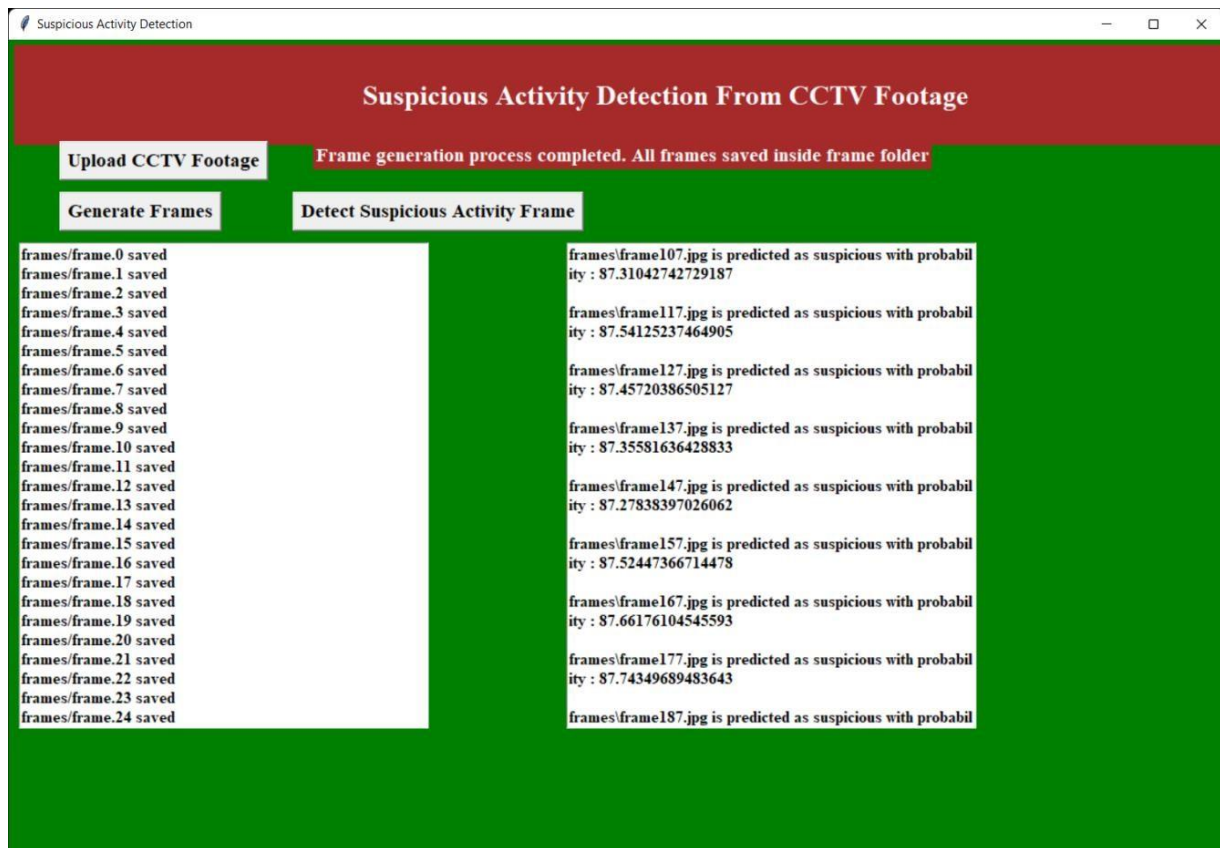 Suspicious Activity Detection
Suspicious Activity Detection From CCTV Footage
Upload CCTV Footage
Frame generation process completed. All frames saved inside frame folder
Generate Frames
Detect Suspicious Activity Frame
frames/frame.0 saved
frames/frame.1 saved
frames/frame.2 saved
frames/frame.3 saved
frames/frame.4 saved
frames/frame.5 saved
frames/frame.6 saved
frames/frame.7 saved
frames/frame.8 saved
frames/frame.9 saved
frames/frame.10 saved
frames/frame.11 saved
frames/frame.12 saved
frames/frame.13 saved
frames/frame.14 saved
frames/frame.15 saved
frames/frame.16 saved
frames/frame.17 saved
frames/frame.18 saved
frames/frame.19 saved
frames/frame.20 saved
frames/frame.21 saved
frames/frame.22 saved
frames/frame.23 saved
frames/frame.24 saved
frames\frame107.jpg is predicted as suspicious with probabil
ity : 87.31042742729187
frames\frame117.jpg is predicted as suspicious with probabil
ity : 87.54125237464905
frames\frame127.jpg is predicted as suspicious with probabil
ity : 87.45720386505127
frames\frame137.jpg is predicted as suspicious with probabil
ity : 87.35581636428833
frames\frame147.jpg is predicted as suspicious with probabil
ity : 87.27838397026062
frames\frame157.jpg is predicted as suspicious with probabil
ity : 87.52447366714478
frames\frame167.jpg is predicted as suspicious with probabil
ity : 87.66176104545593
frames\frame177.jpg is predicted as suspicious with probabil
ity : 87.74349689483643
frames\frame187.jpg is predicted as suspicious with probabil